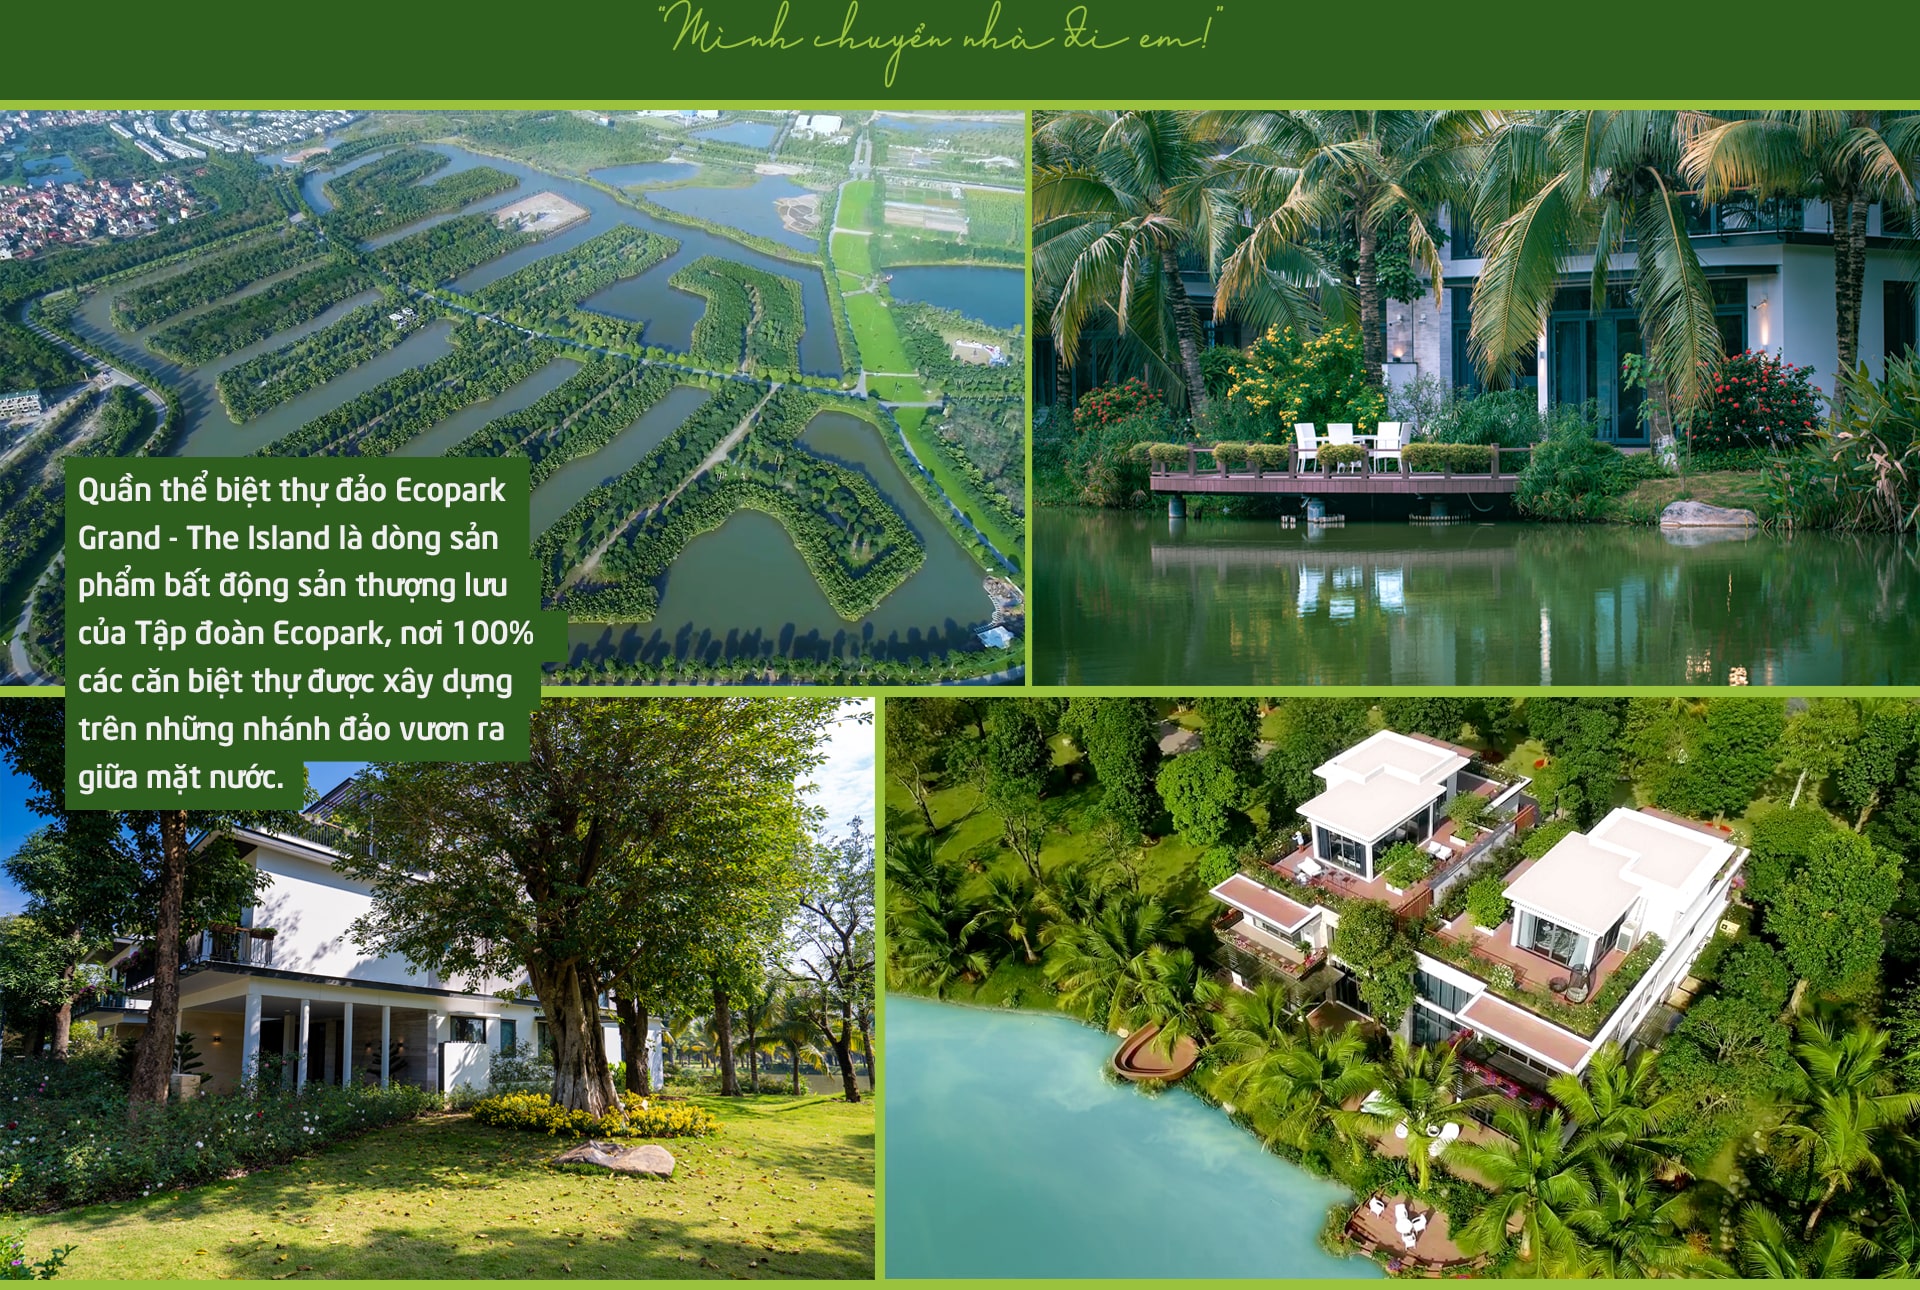 “Mình chuyển nhà đi em!”
Quần thể biệt thự đảo Ecopark
Grand - The Island là dòng sản
phẩm bất động sản thượng lưu
của Tập đoàn Ecopark, nơi 100%
các căn biệt thự được xây dựng
trên những nhánh đảo vươn ra
giữa mặt nước.